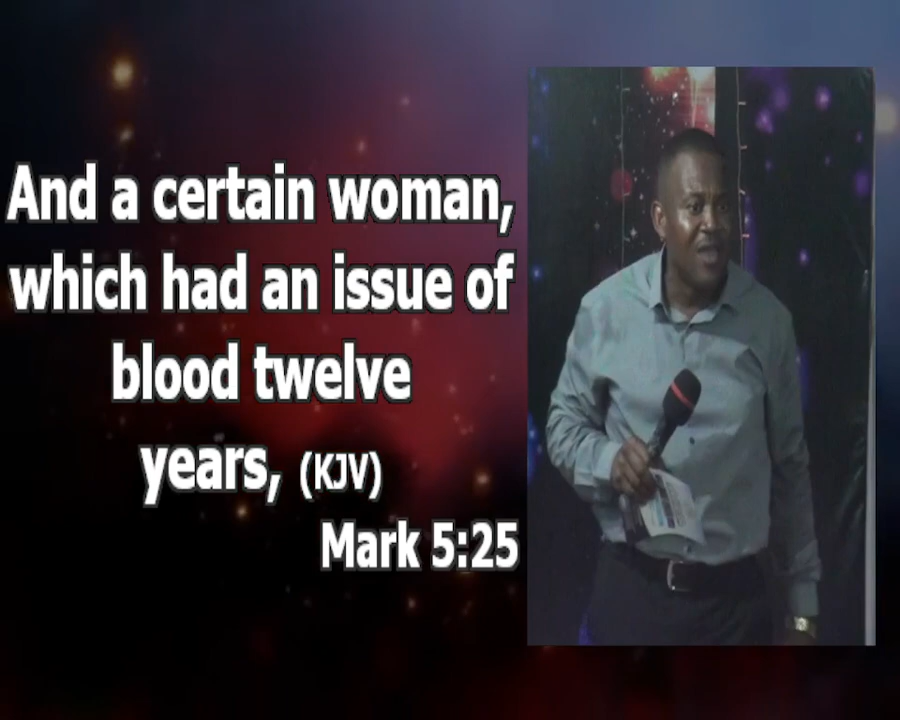 And a certain woman,
which had an issue of
blood twelve
years, (KJV)
Mark 5:25